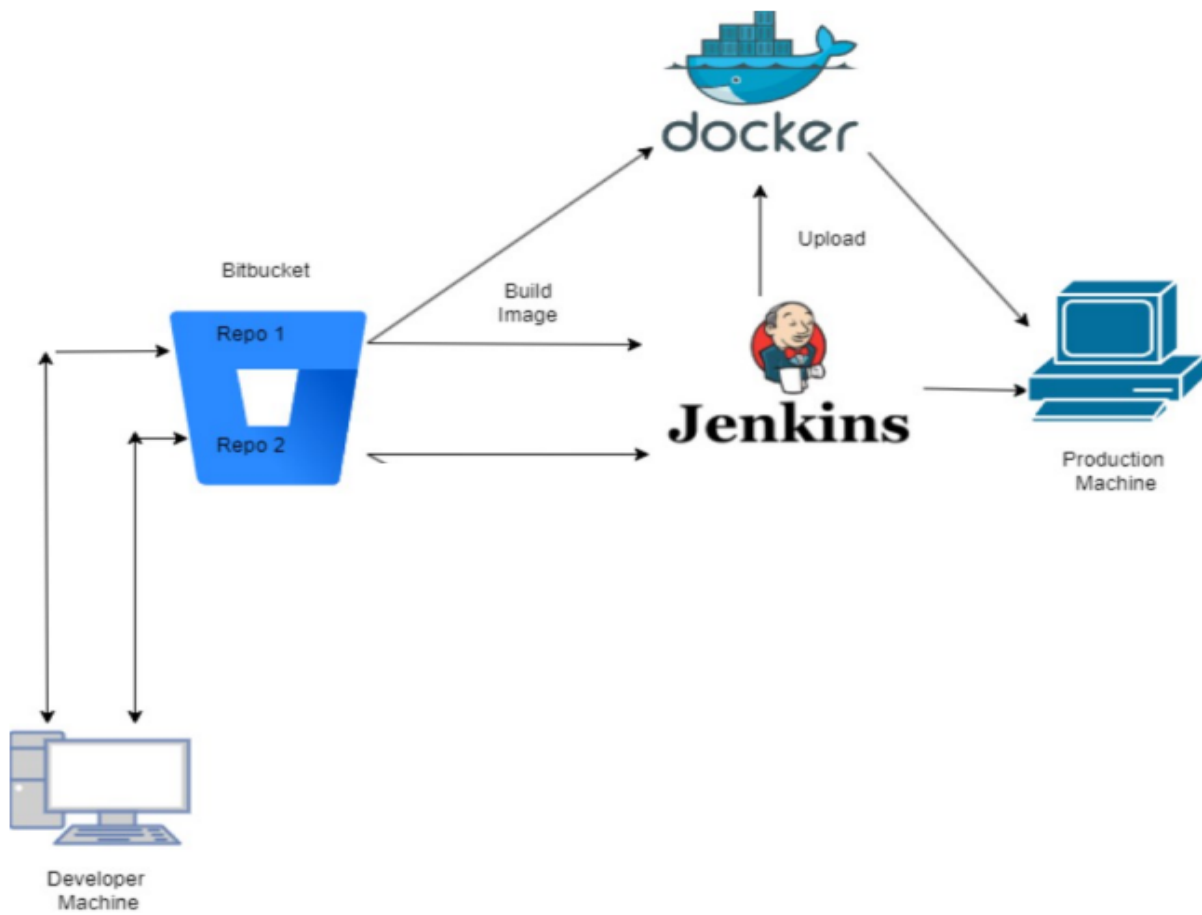 docker
Upload
Bitbucket
Build
Image
Repo 1
Repo 2
Jenkins
Production
Machine
Developer
Machine